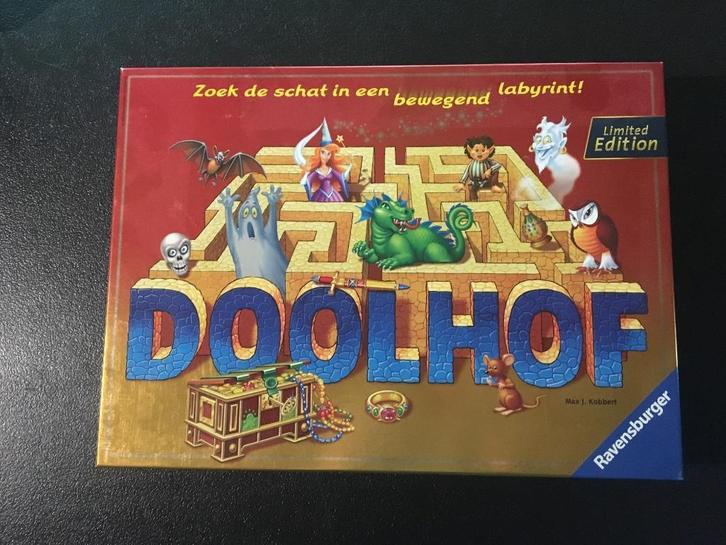 Zoek de schat in een bewegend labyrint!
Limited
Edition
DOOLHOF
Max J. Kobbert
Ravensburger